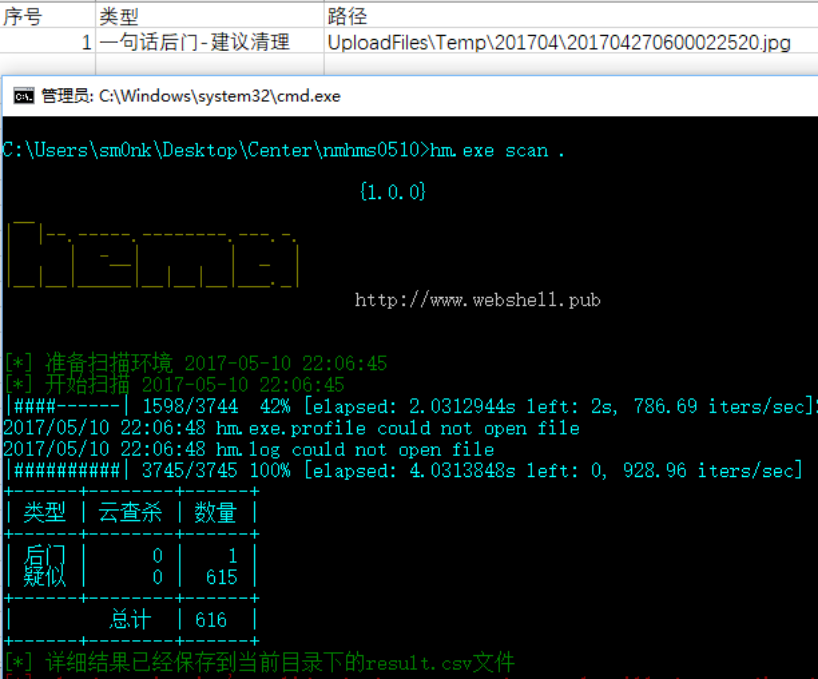 序号 类型 路径
1 一句话后门-建议清理 UploadFiles\Temp\201704\201704270600022520.jpg
管理员: C:\Windows\system32\cmd.exe
C:\Users\sm0nk\Desktop\Center\nmhms0510>hm.exe scan .
{1.0.0}
hema
http://www.webshell.pub
[*] 准备扫描环境 2017-05-10 22:06:45
[*] 开始扫描 2017-05-10 22:06:45
|####------| 1598/3744  42% [elapsed: 2.0312944s left: 2s, 786.69 iters/sec]
2017/05/10 22:06:48 hm.exe.profile could not open file
2017/05/10 22:06:48 hm.log could not open file
|##########| 3745/3745 100% [elapsed: 4.0313848s left: 0, 928.96 iters/sec]
+------+--------+------+
| 类型 | 云查杀 | 数量 |
+------+--------+------+
| 后门 | 0 | 1 |
| 疑似 | 0 | 615 |
+------+--------+------+
| 总计 | 616 |
+------+--------+------+
[*] 详细结果已经保存到当前目录下的result.csv文件